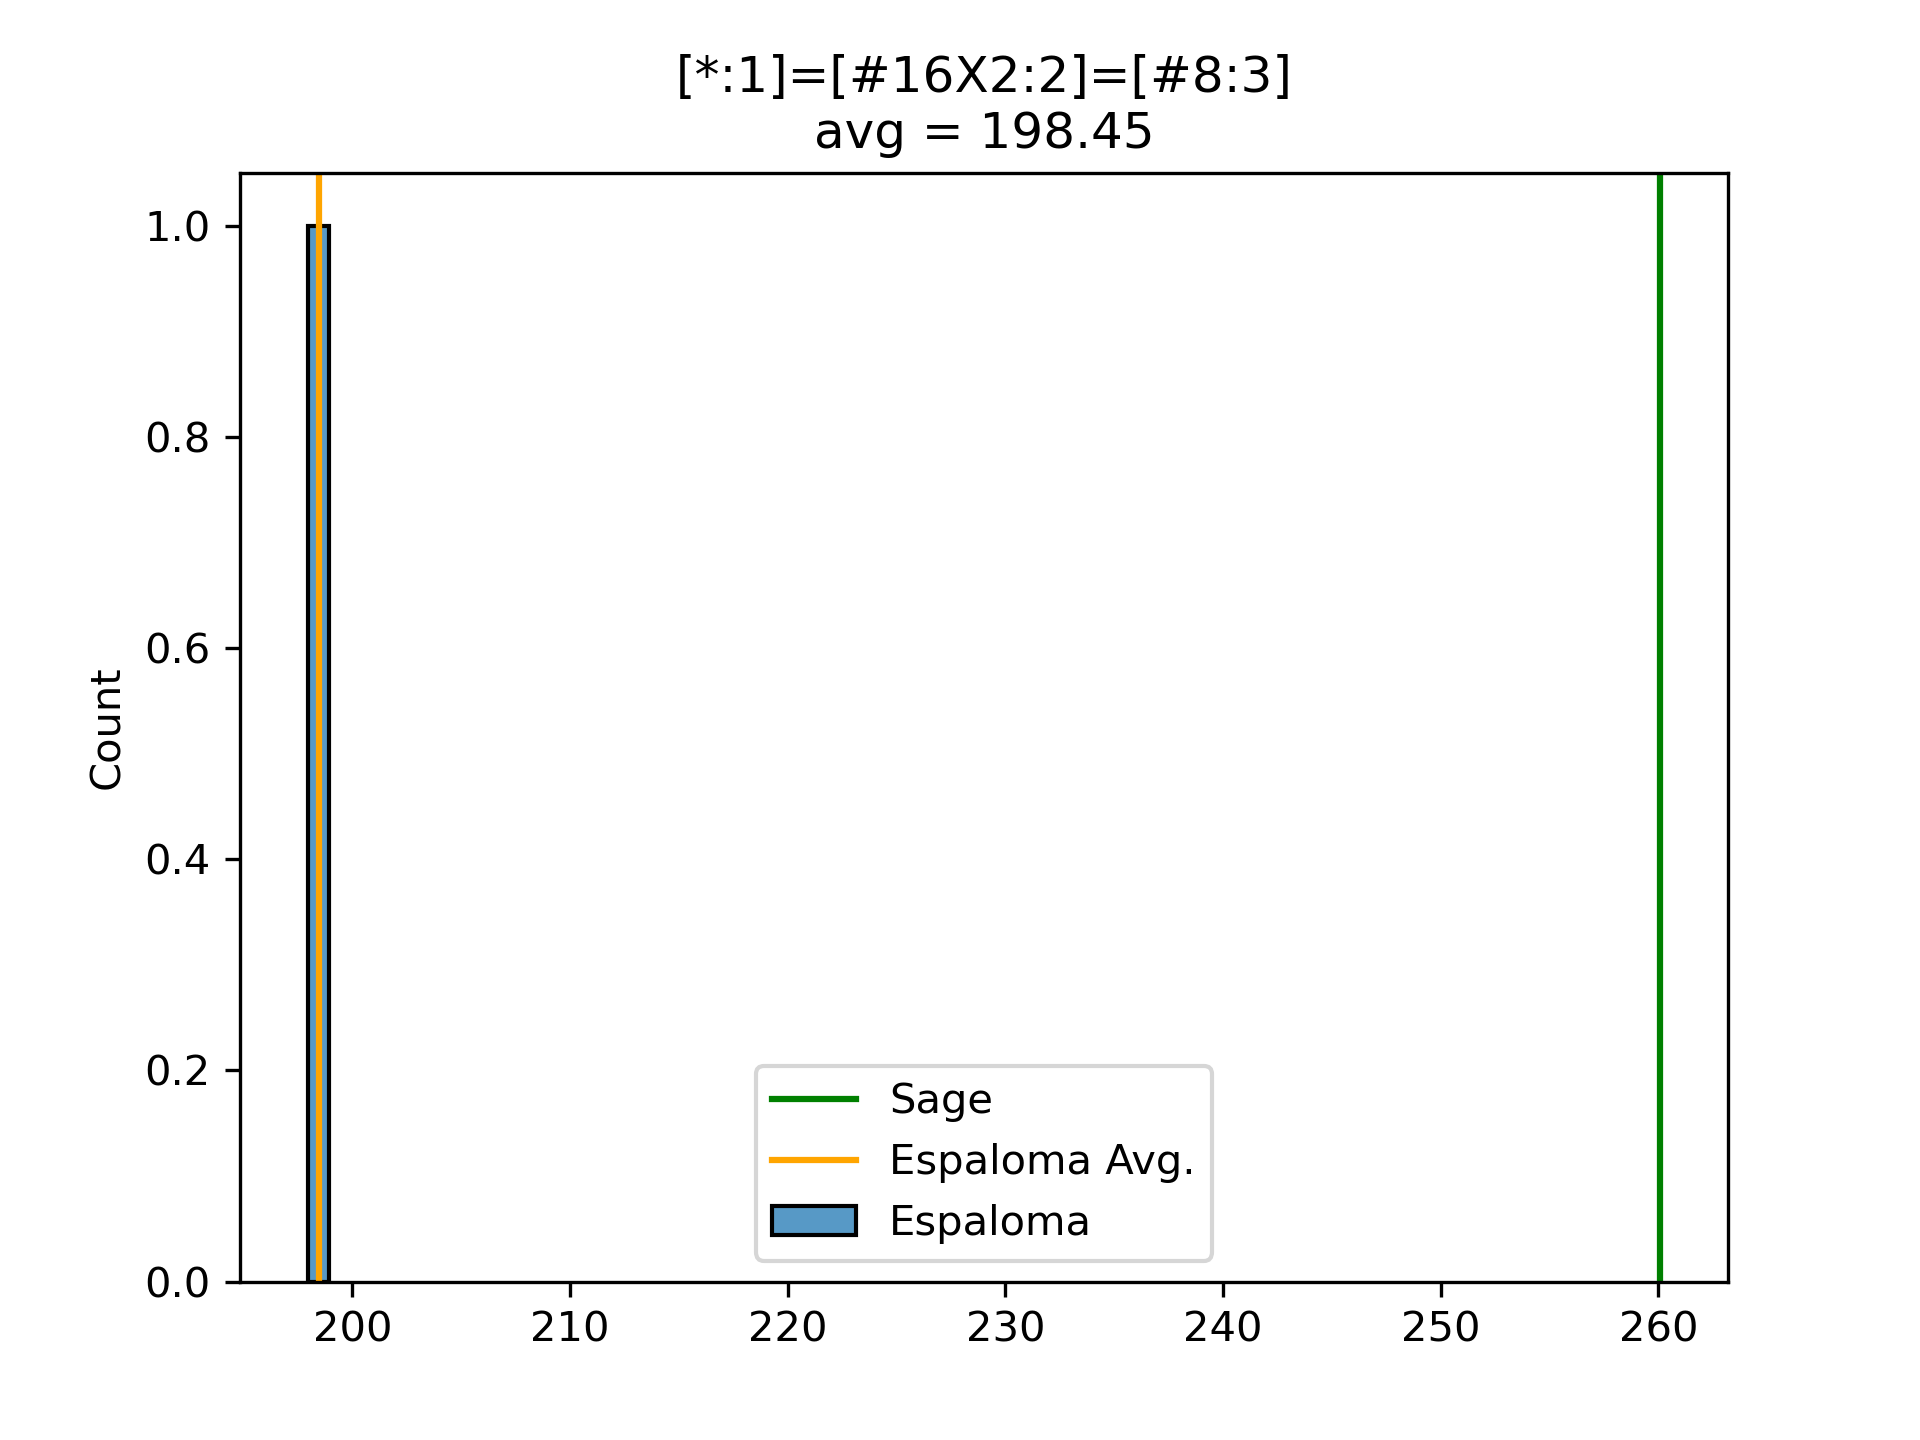 [*:1]=[#16X2:2]=[#8:3]
avg = 198.45
Count
1.0
0.8
0.6
0.4
0.2
0.0
200 210 220 230 240 250 260
Sage
Espaloma Avg.
Espaloma